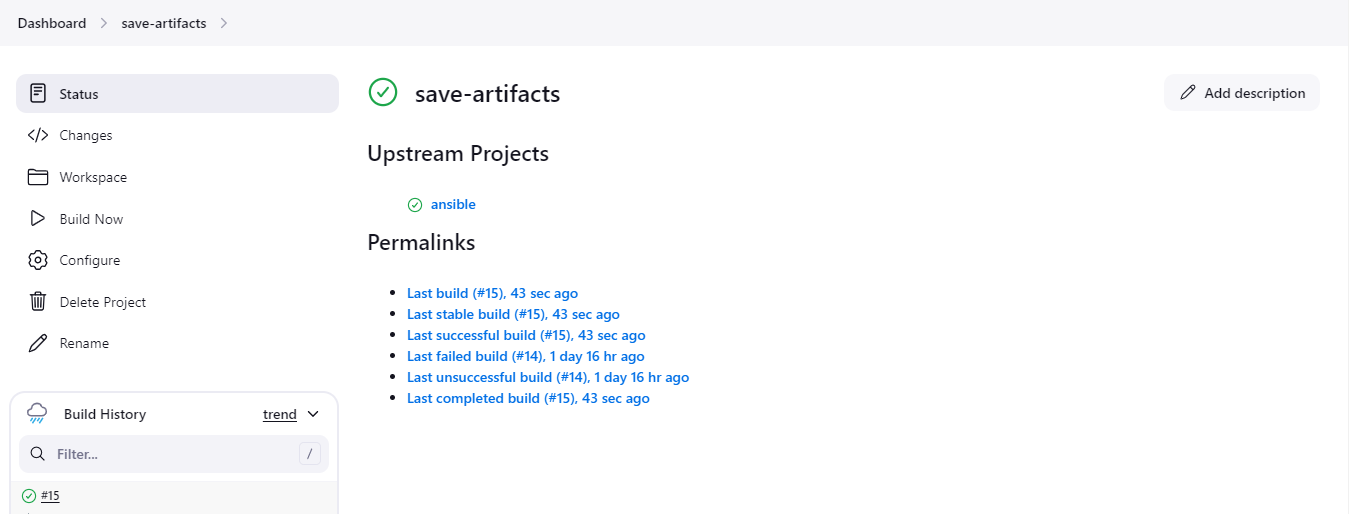 Dashboard > save-artifacts >
Status
Changes
Workspace
Build Now
Configure
Delete Project
Rename
Build History trend
Filter... /
#15
save-artifacts
Add description
Upstream Projects
ansible
Permalinks
Last build (#15), 43 sec ago
Last stable build (#15), 43 sec ago
Last successful build (#15), 43 sec ago
Last failed build (#14), 1 day 16 hr ago
Last unsuccessful build (#14), 1 day 16 hr ago
Last completed build (#15), 43 sec ago